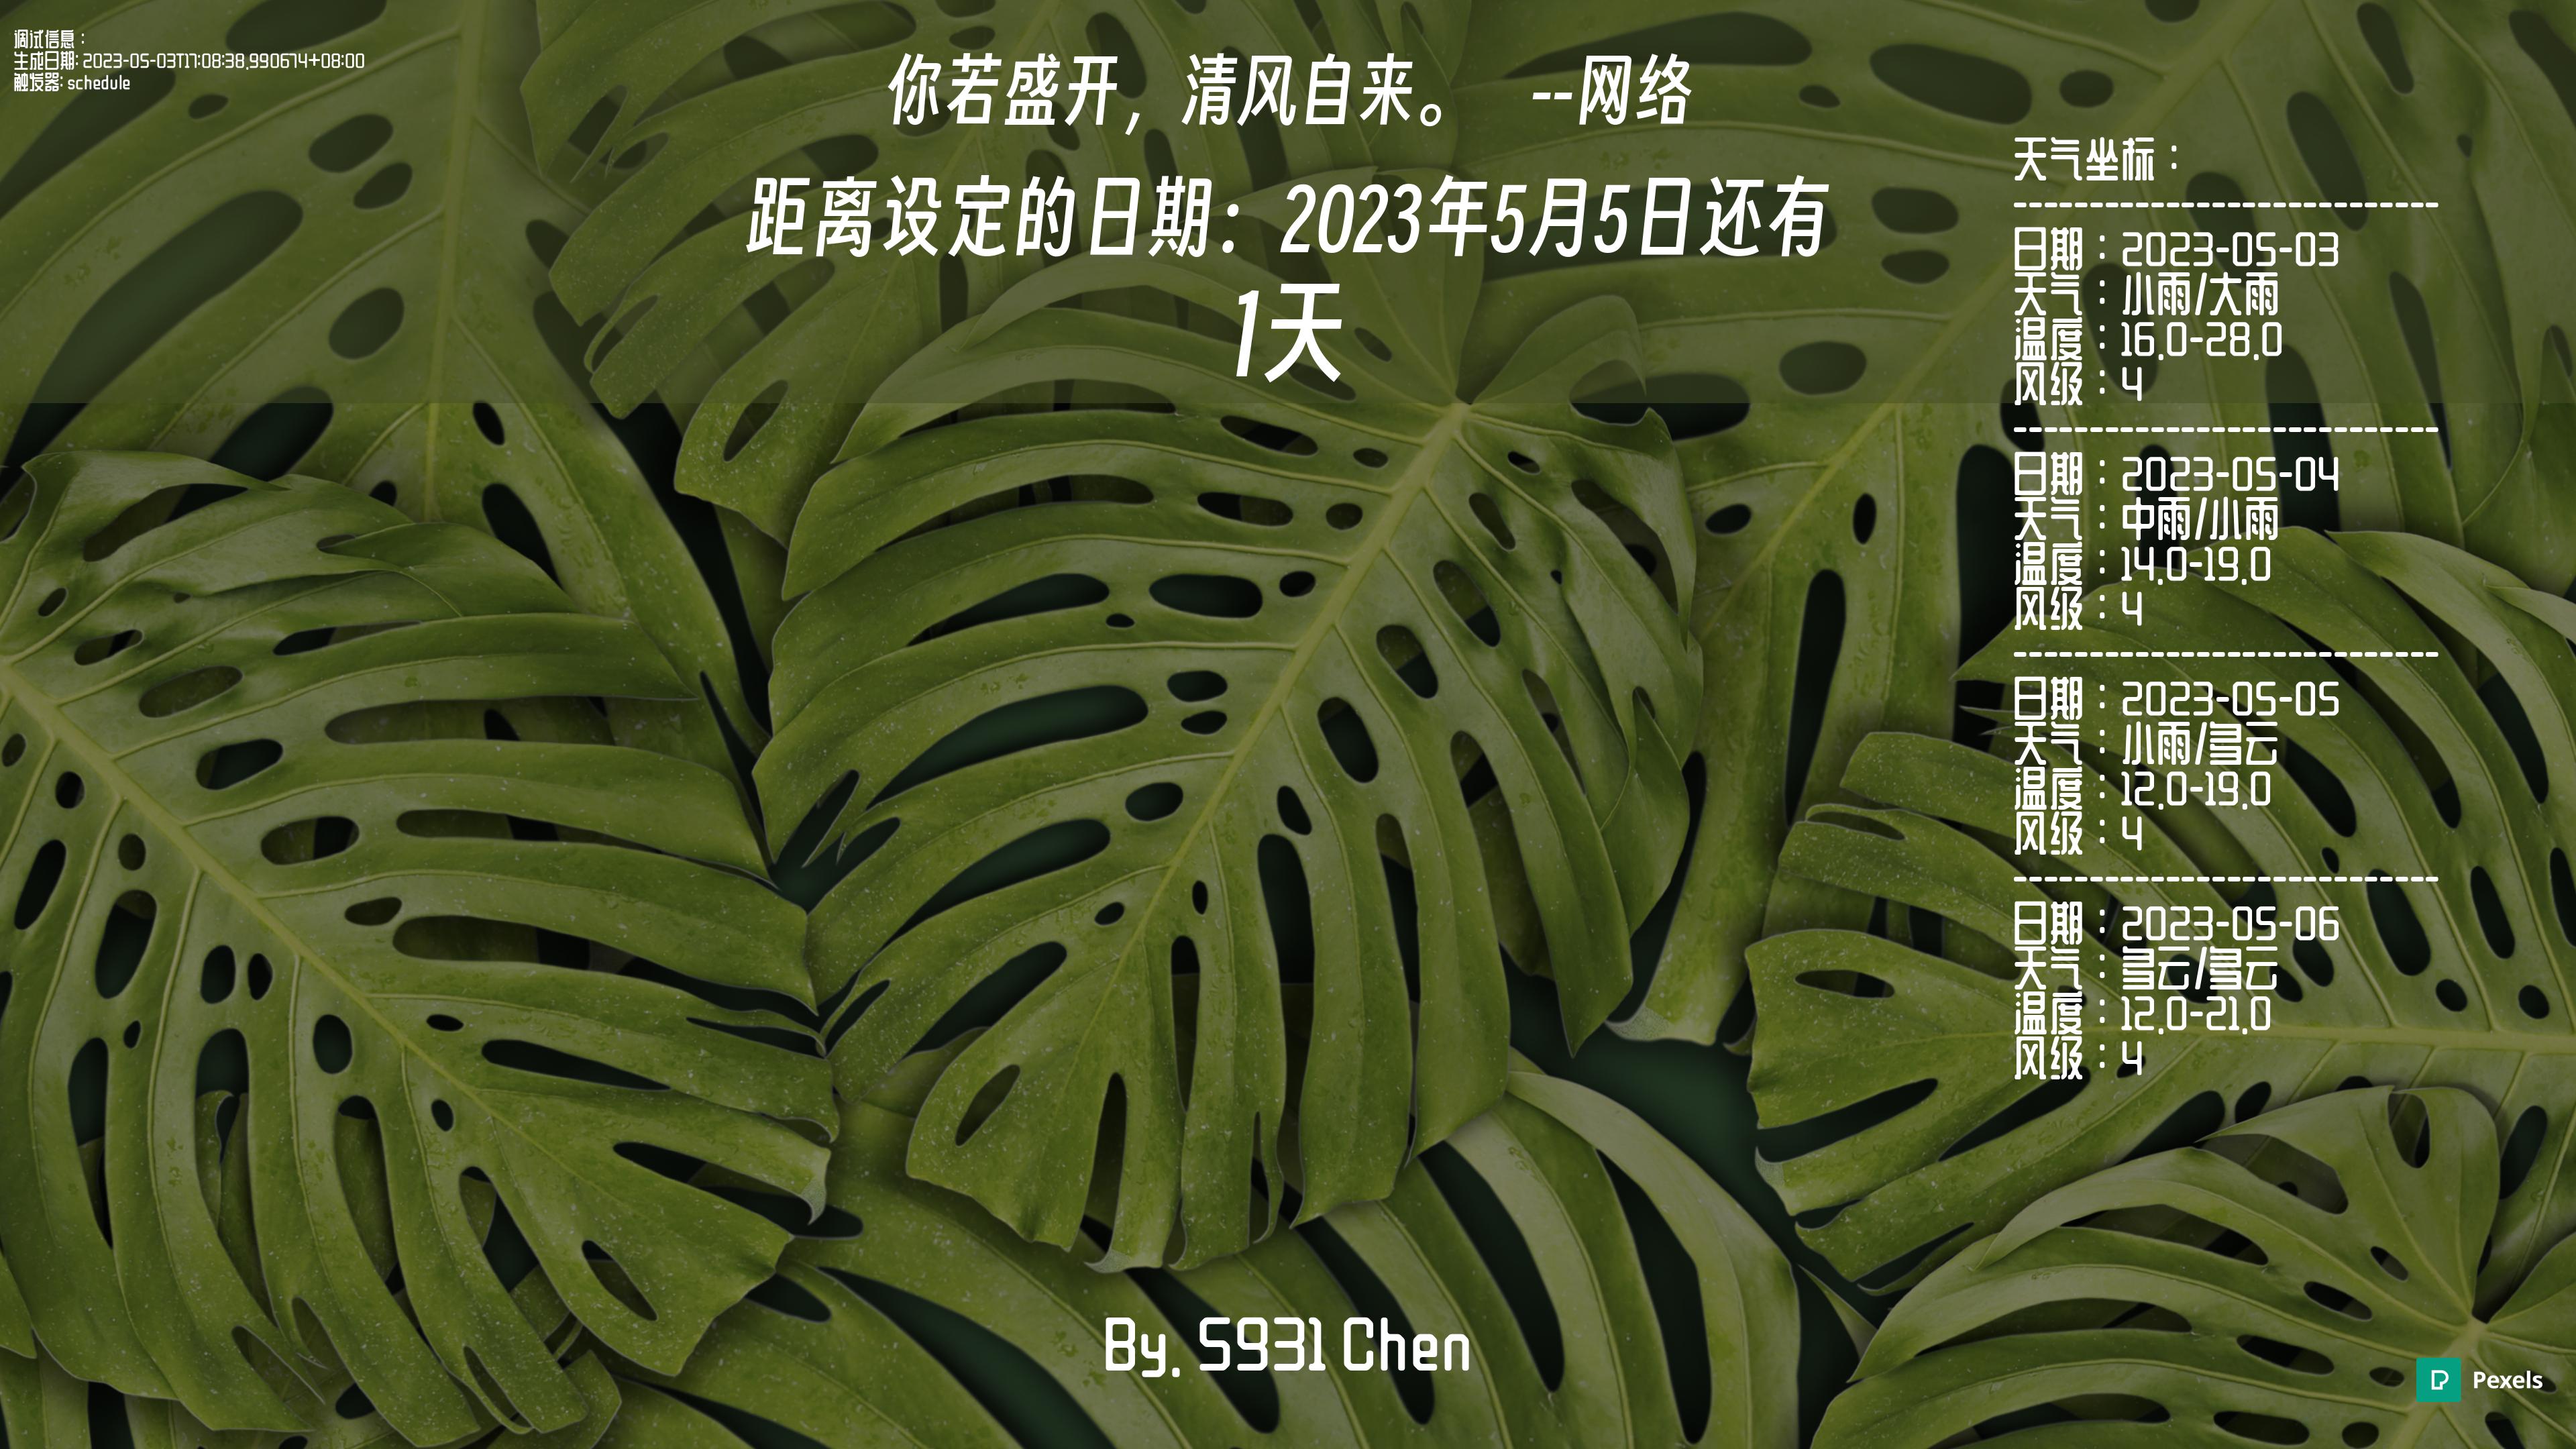 调试信息：
生成日期: 2023-05-03T17:08:38.990674+08:00
触发器: schedule
你若盛开，清风自来。 --网络
距离设定的日期：2023年5月5日还有
1天
天气坐标：
----------------------------
日期：2023-05-03
天气：小雨/大雨
温度：16.0-28.0
风级：4
----------------------------
日期：2023-05-04
天气：中雨/小雨
温度：14.0-19.0
风级：4
----------------------------
日期：2023-05-05
天气：小雨/多云
温度：12.0-19.0
风级：4
----------------------------
日期：2023-05-06
天气：多云/多云
温度：12.0-21.0
风级：4
By. S931 Chen
Pexels